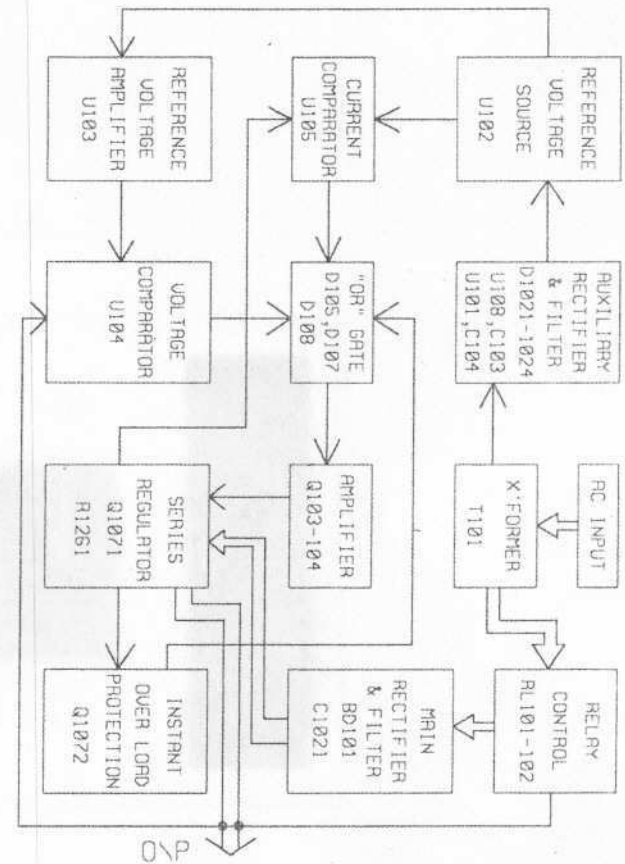 AC INPUT
REFERENCE
VOLTAGE
SOURCE
U102
AUXILIARY
RECTIFIER
& FILTER
D1021-1024
U108,C103
U101,C104
X'FORMER
T101
RELAY
CONTROL
RL101-102
CURRENT
COMPARATOR
U105
"OR" GATE
D105,D107
D108
AMPLIFIER
Q103-104
MAIN
RECTIFIER
& FILTER
BD101
C1021
REFERENCE
VOLTAGE
AMPLIFIER
U103
VOLTAGE
COMPARATOR
U104
SERIES
REGULATOR
Q1071
R1261
INSTANT
OVER LOAD
PROTECTION
Q1072
O\P